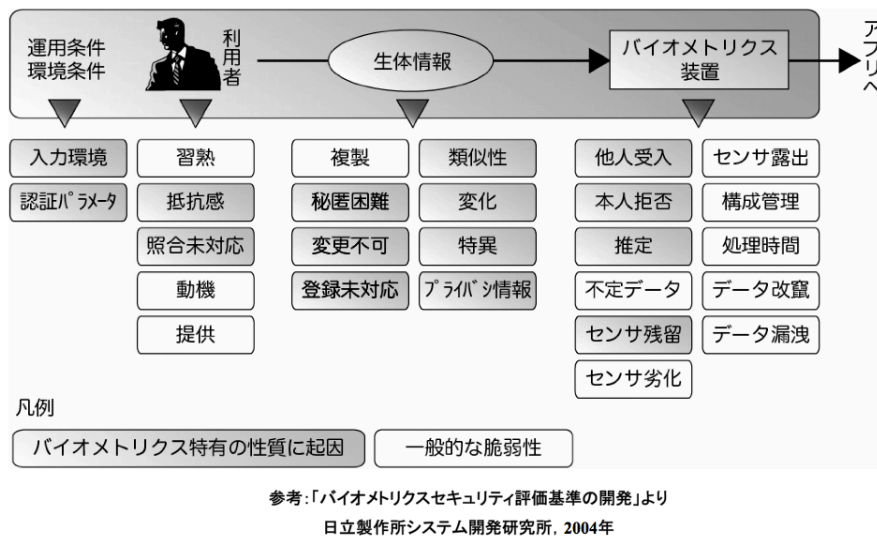 運用条件
環境条件
利用者
生体情報
バイオメトリクス
装置
アプリへ
入力環境
認証パラメータ
習熟
抵抗感
照合未対応
動機
提供
複製
秘匿困難
変更不可
登録未対応
類似性
変化
特異
プライバシ情報
他人受入
本人拒否
推定
不定データ
センサ残留
センサ劣化
センサ露出
構成管理
処理時間
データ改竄
データ漏洩
凡例
バイオメトリクス特有の性質に起因
一般的な脆弱性
参考:「バイオメトリクスセキュリティ評価基準の開発」より
日立製作所システム開発研究所, 2004年